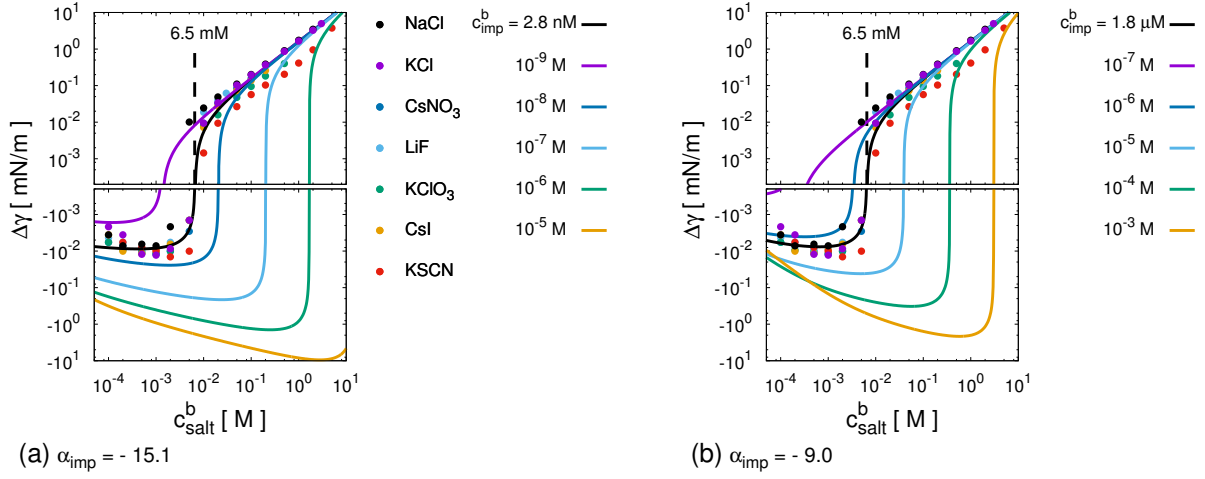 Δγ [ mN/m ]
10^1
10^0
10^-1
10^-2
10^-3
-10^-3
-10^-2
-10^-1
-10^0
-10^1
6.5 mM
10^-4 10^-3 10^-2 10^-1 10^0 10^1
c^b_salt [ M ]
(a) α_imp = - 15.1
NaCl
KCl
CsNO_3
LiF
KClO_3
CsI
KSCN
c^b_imp = 2.8 nM
10^-9 M
10^-8 M
10^-7 M
10^-6 M
10^-5 M
Δγ [ mN/m ]
10^1
10^0
10^-1
10^-2
10^-3
-10^-3
-10^-2
-10^-1
-10^0
-10^1
6.5 mM
10^-4 10^-3 10^-2 10^-1 10^0 10^1
c^b_salt [ M ]
(b) α_imp = - 9.0
c^b_imp = 1.8 μM
10^-7 M
10^-6 M
10^-5 M
10^-4 M
10^-3 M